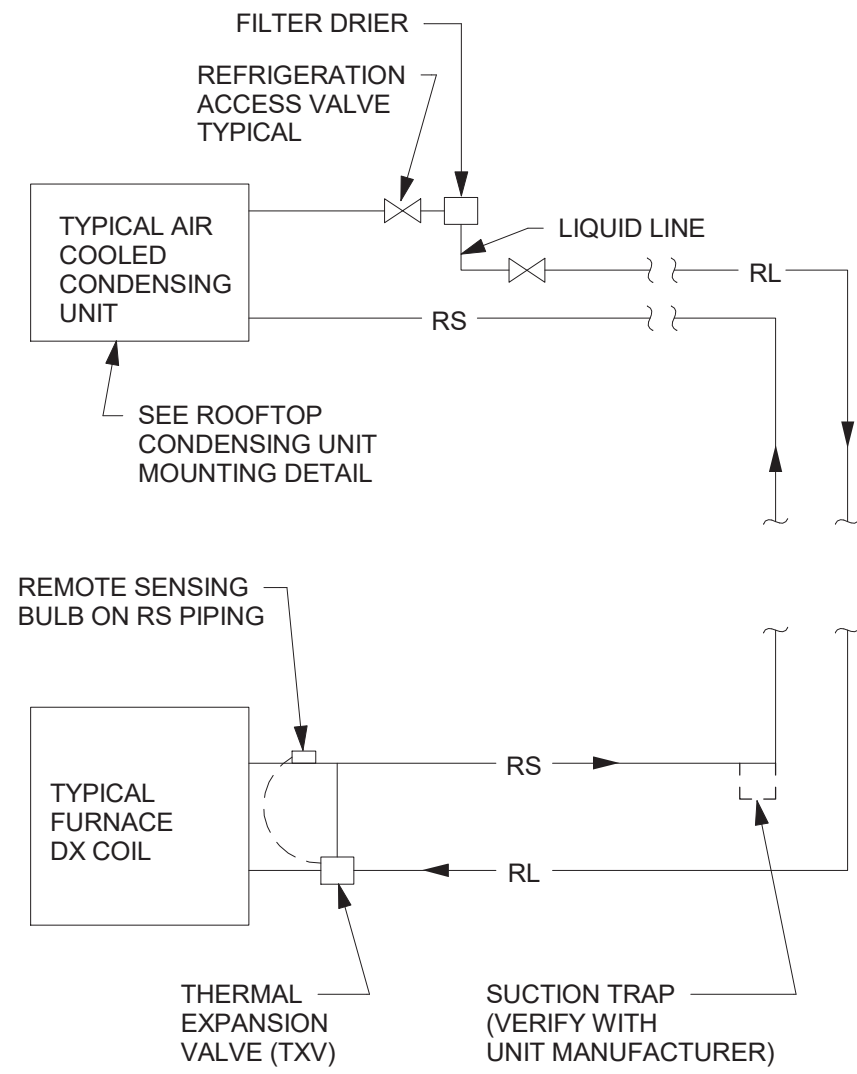 FILTER DRIER
REFRIGERATION
ACCESS VALVE
TYPICAL
TYPICAL AIR
COOLED
CONDENSING
UNIT
LIQUID LINE
RL
RS
SEE ROOFTOP
CONDENSING UNIT
MOUNTING DETAIL
REMOTE SENSING
BULB ON RS PIPING
TYPICAL
FURNACE
DX COIL
RS
RL
THERMAL
EXPANSION
VALVE (TXV)
SUCTION TRAP
(VERIFY WITH
UNIT MANUFACTURER)